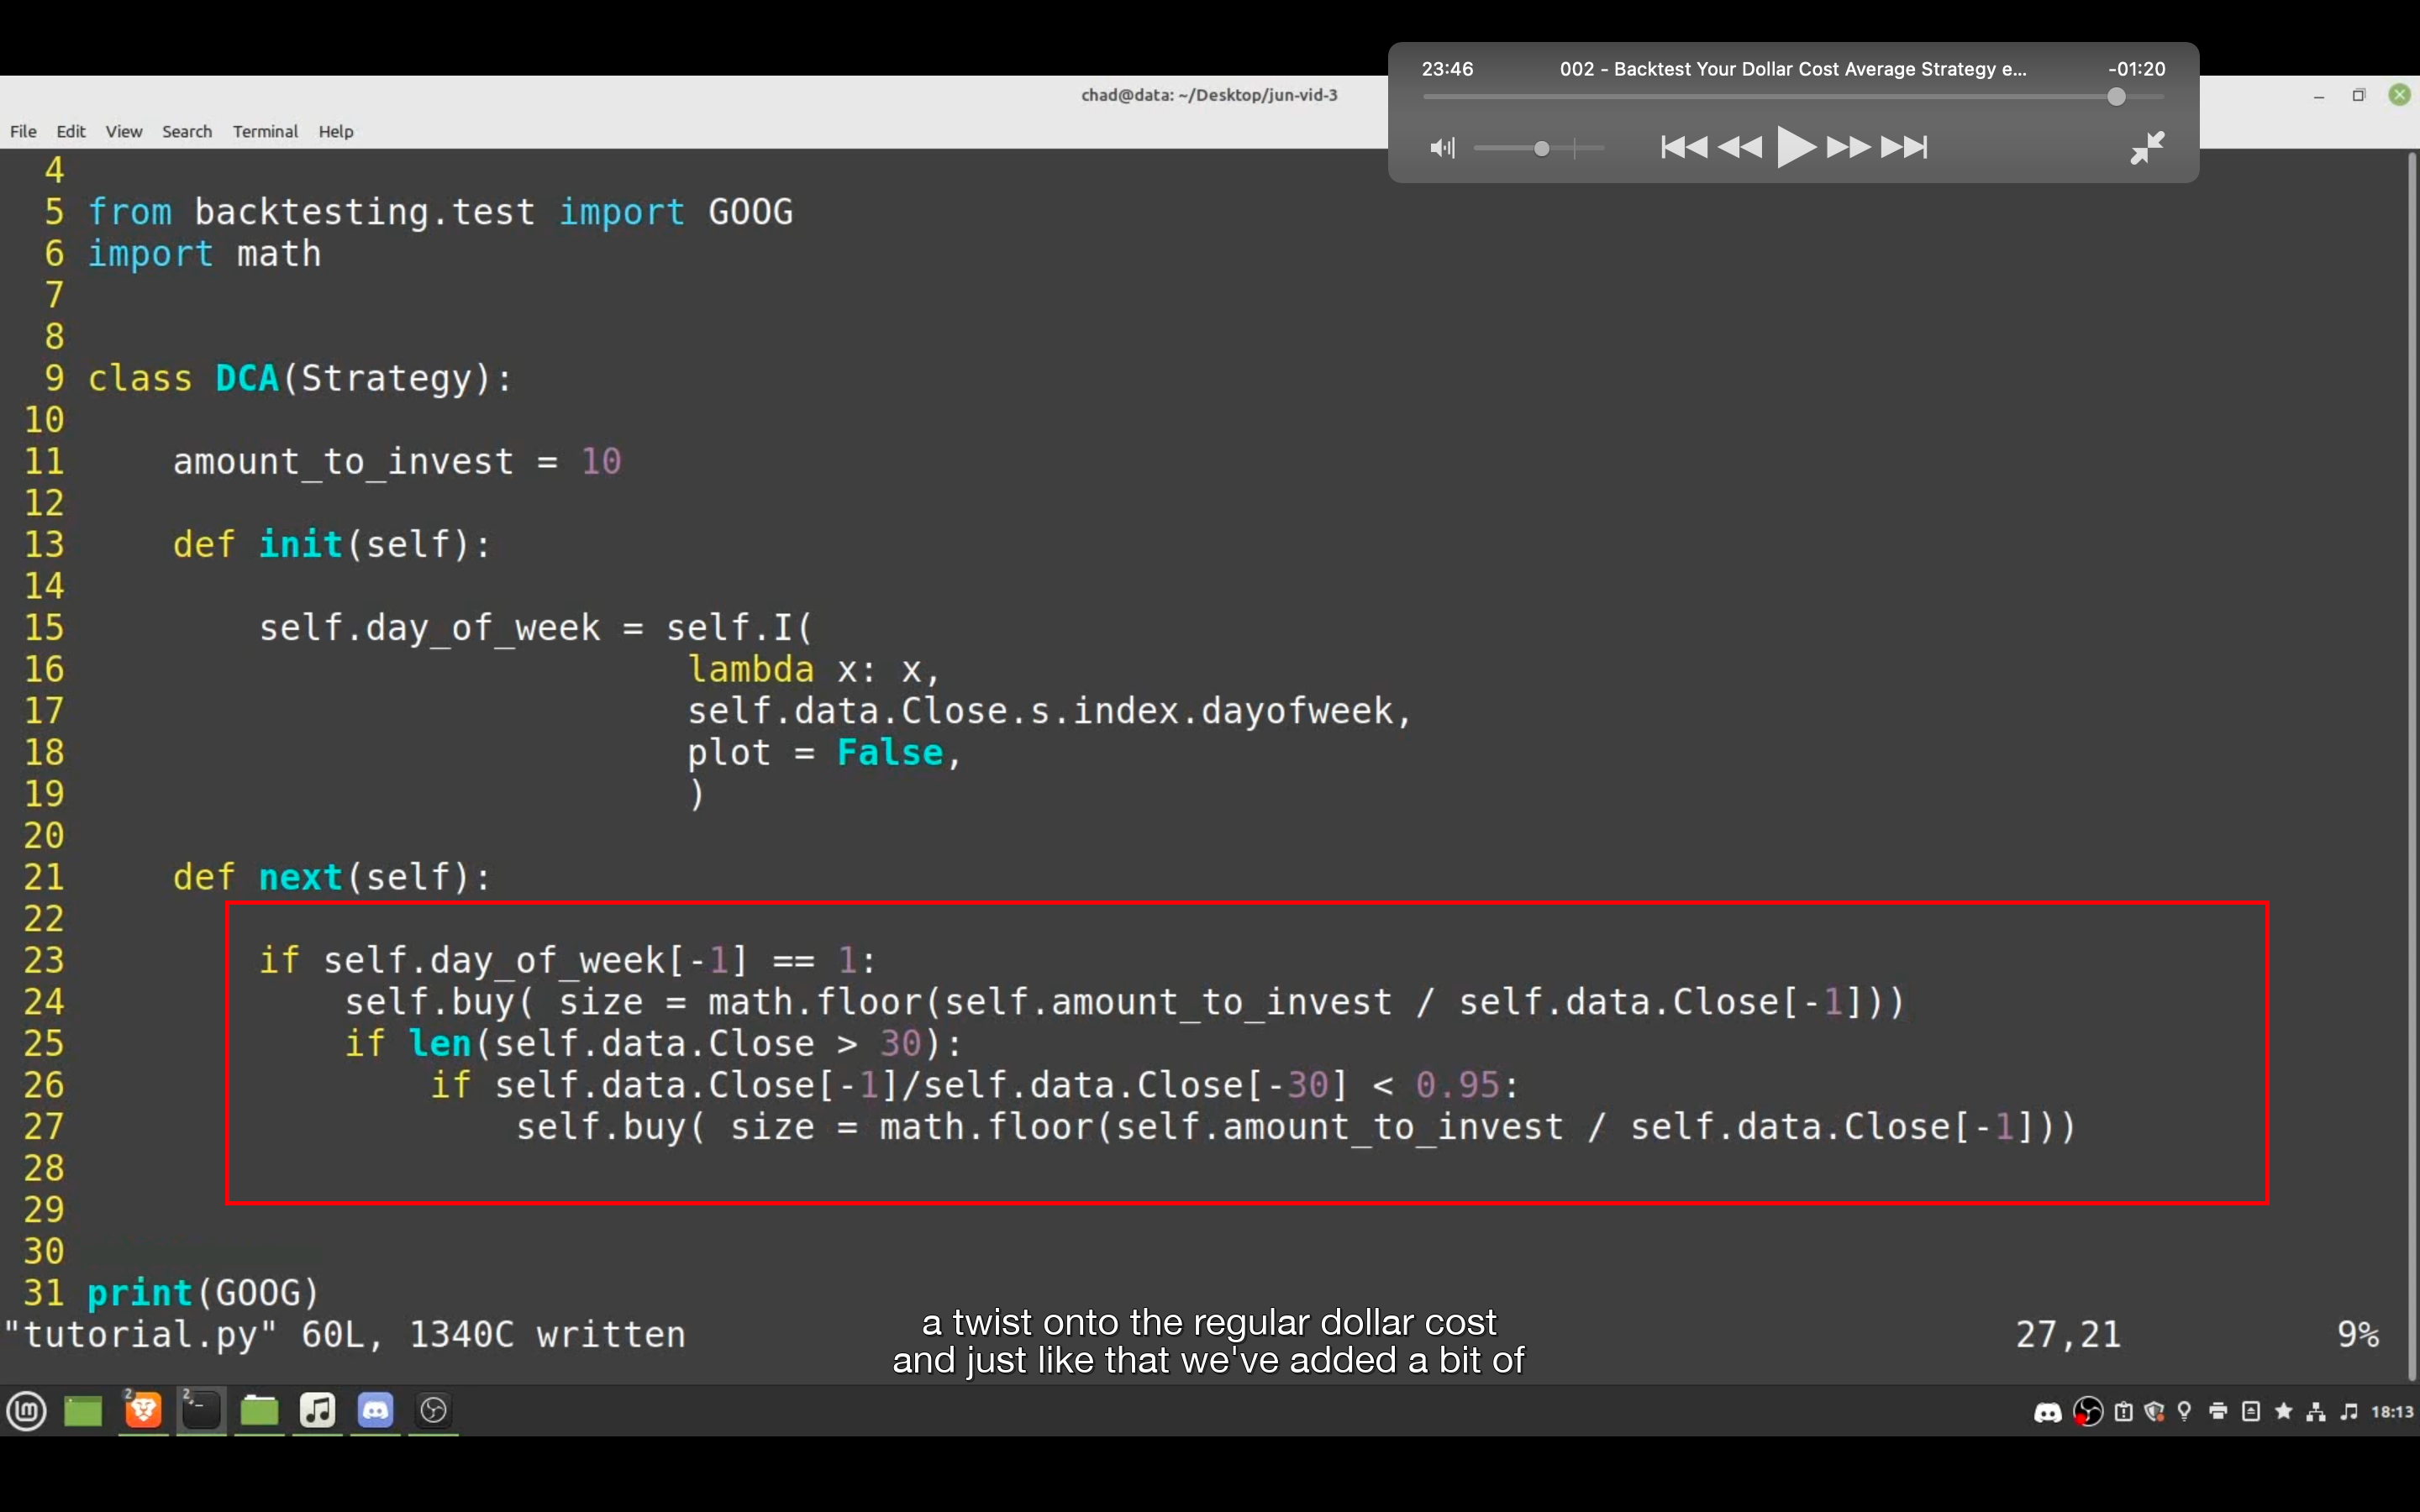 23:46 002 - Backtest Your Dollar Cost Average Strategy e... -01:20
chad@data: ~/Desktop/jun-vid-3
File Edit View Search Terminal Help
4
5 from backtesting.test import GOOG
6 import math
7
8
9 class DCA(Strategy):
10
11 amount_to_invest = 10
12
13 def init(self):
14
15 self.day_of_week = self.I(
16 lambda x: x,
17 self.data.Close.s.index.dayofweek,
18 plot = False,
19 )
20
21 def next(self):
22
23 if self.day_of_week[-1] == 1:
24 self.buy( size = math.floor(self.amount_to_invest / self.data.Close[-1]))
25 if len(self.data.Close > 30):
26 if self.data.Close[-1]/self.data.Close[-30] < 0.95:
27 self.buy( size = math.floor(self.amount_to_invest / self.data.Close[-1]))
28
29
30
31 print(GOOG)
"tutorial.py" 60L, 1340C written 27,21 9%
a twist onto the regular dollar cost
and just like that we've added a bit of
2 2 18:13